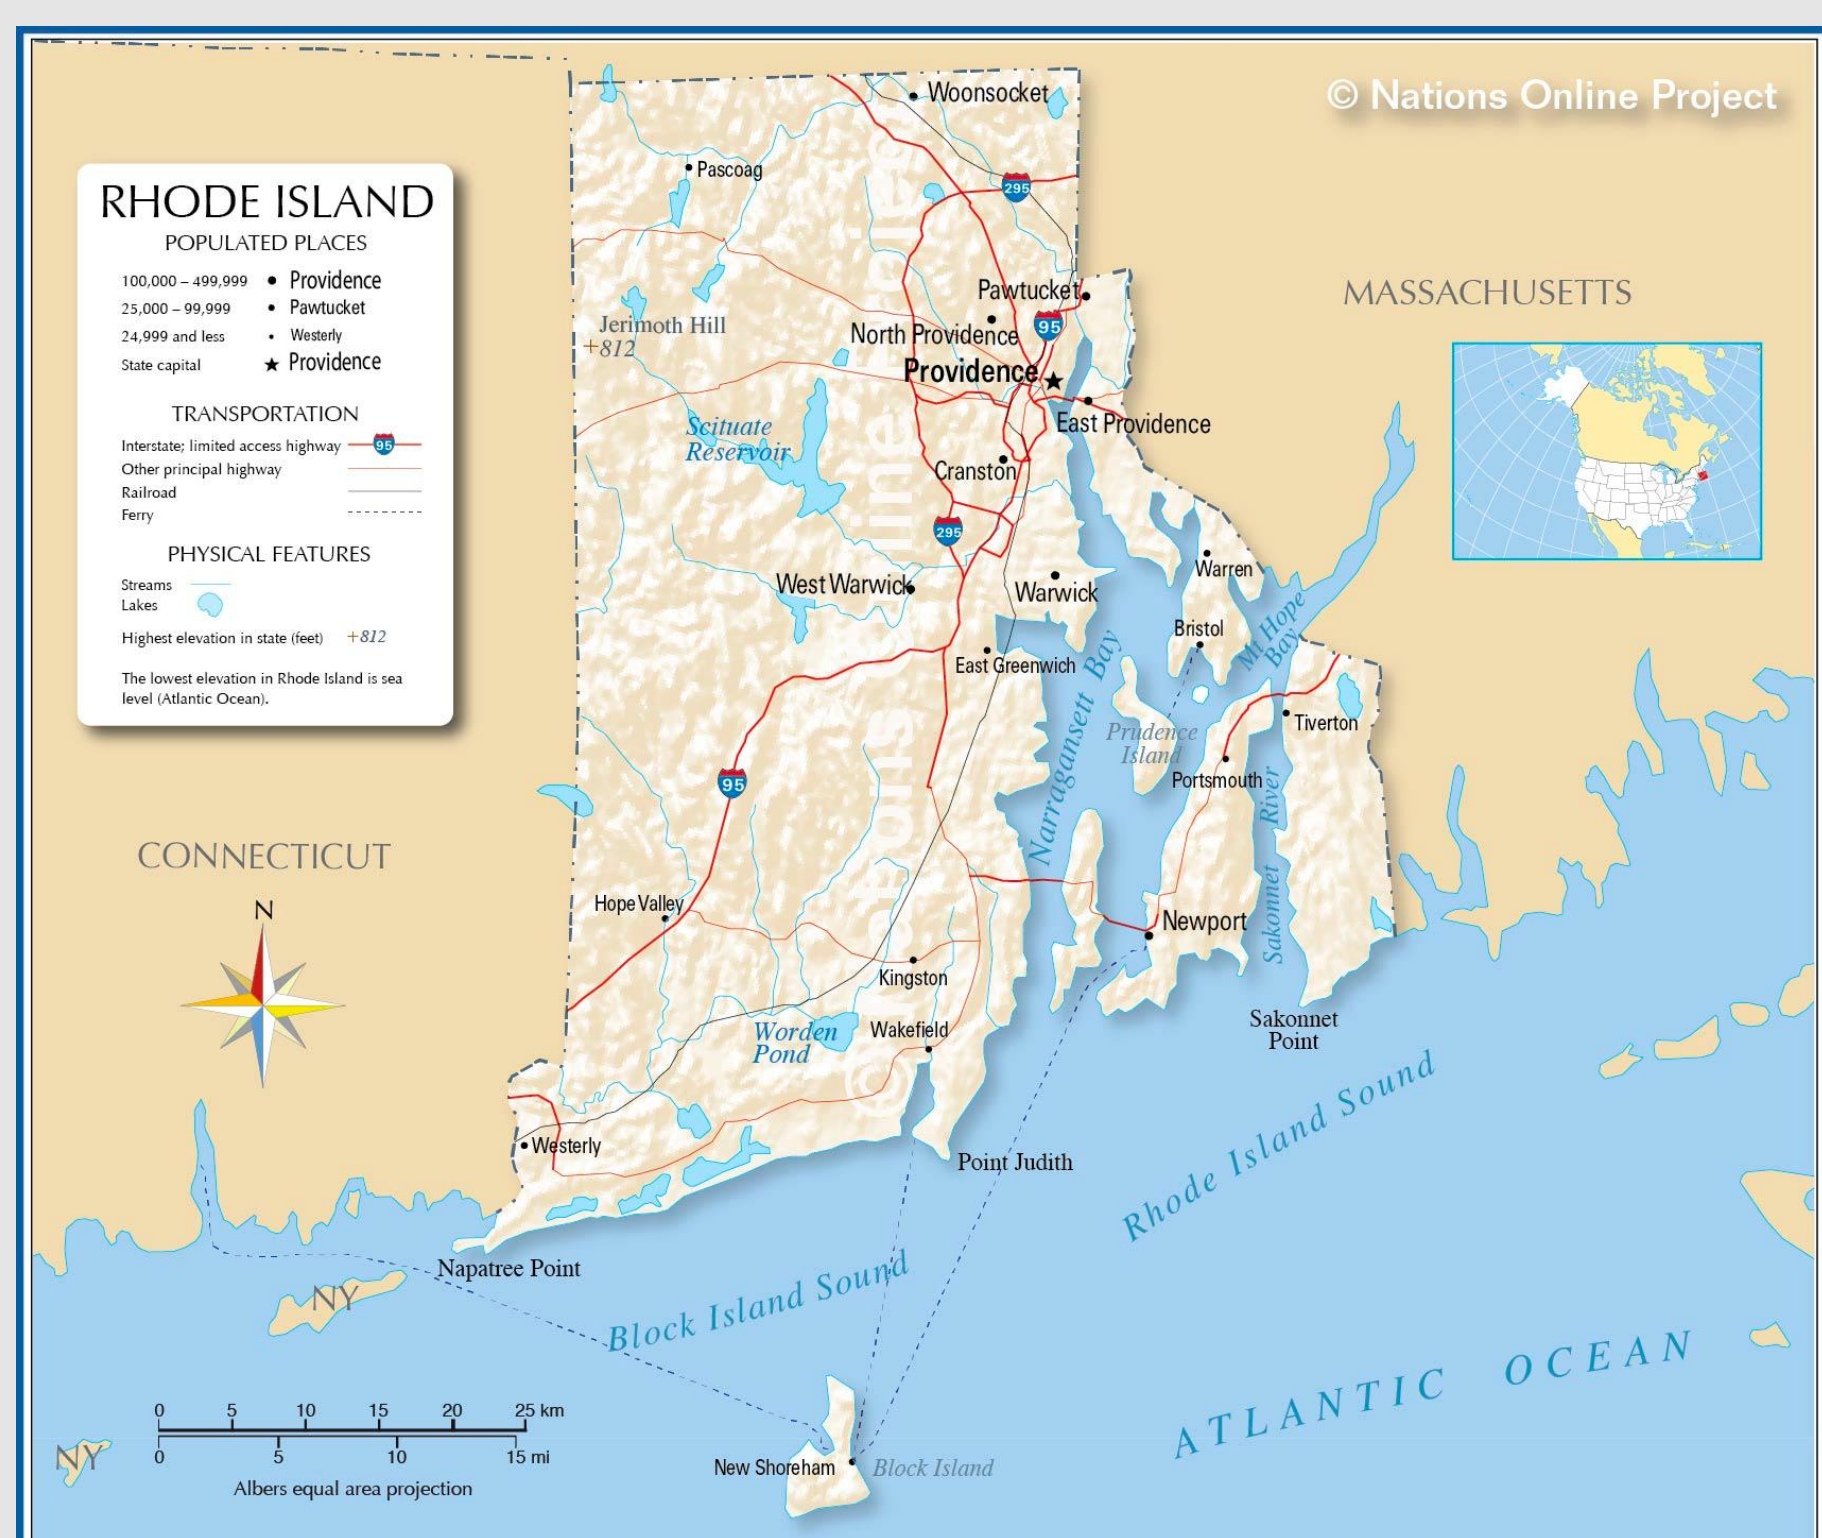 © Nations Online Project
RHODE ISLAND
POPULATED PLACES
100,000 – 499,999 • Providence
25,000 – 99,999 • Pawtucket
24,999 and less • Westerly
State capital ★ Providence
TRANSPORTATION
Interstate; limited access highway 95
Other principal highway
Railroad
Ferry
PHYSICAL FEATURES
Streams
Lakes
Highest elevation in state (feet) +812
The lowest elevation in Rhode Island is sea
level (Atlantic Ocean).
Woonsocket
Pascoag
295
MASSACHUSETTS
Pawtucket
Jerimoth Hill
+812
North Providence
95
Providence
East Providence
Scituate
Reservoir
Cranston
295
Warren
West Warwick
Warwick
Bristol
Mt Hope
Bay
East Greenwich
Narragansett Bay
Prudence
Island
Tiverton
Portsmouth
95
Sakonnet River
CONNECTICUT
N
Hope Valley
Newport
Kingston
Sakonnet
Point
Worden
Pond
Wakefield
Westerly
Point Judith
Rhode Island Sound
Napatree Point
NY
Block Island Sound
ATLANTIC OCEAN
0 5 10 15 20 25 km
0 5 10 15 mi
NY
Albers equal area projection
New Shoreham
Block Island